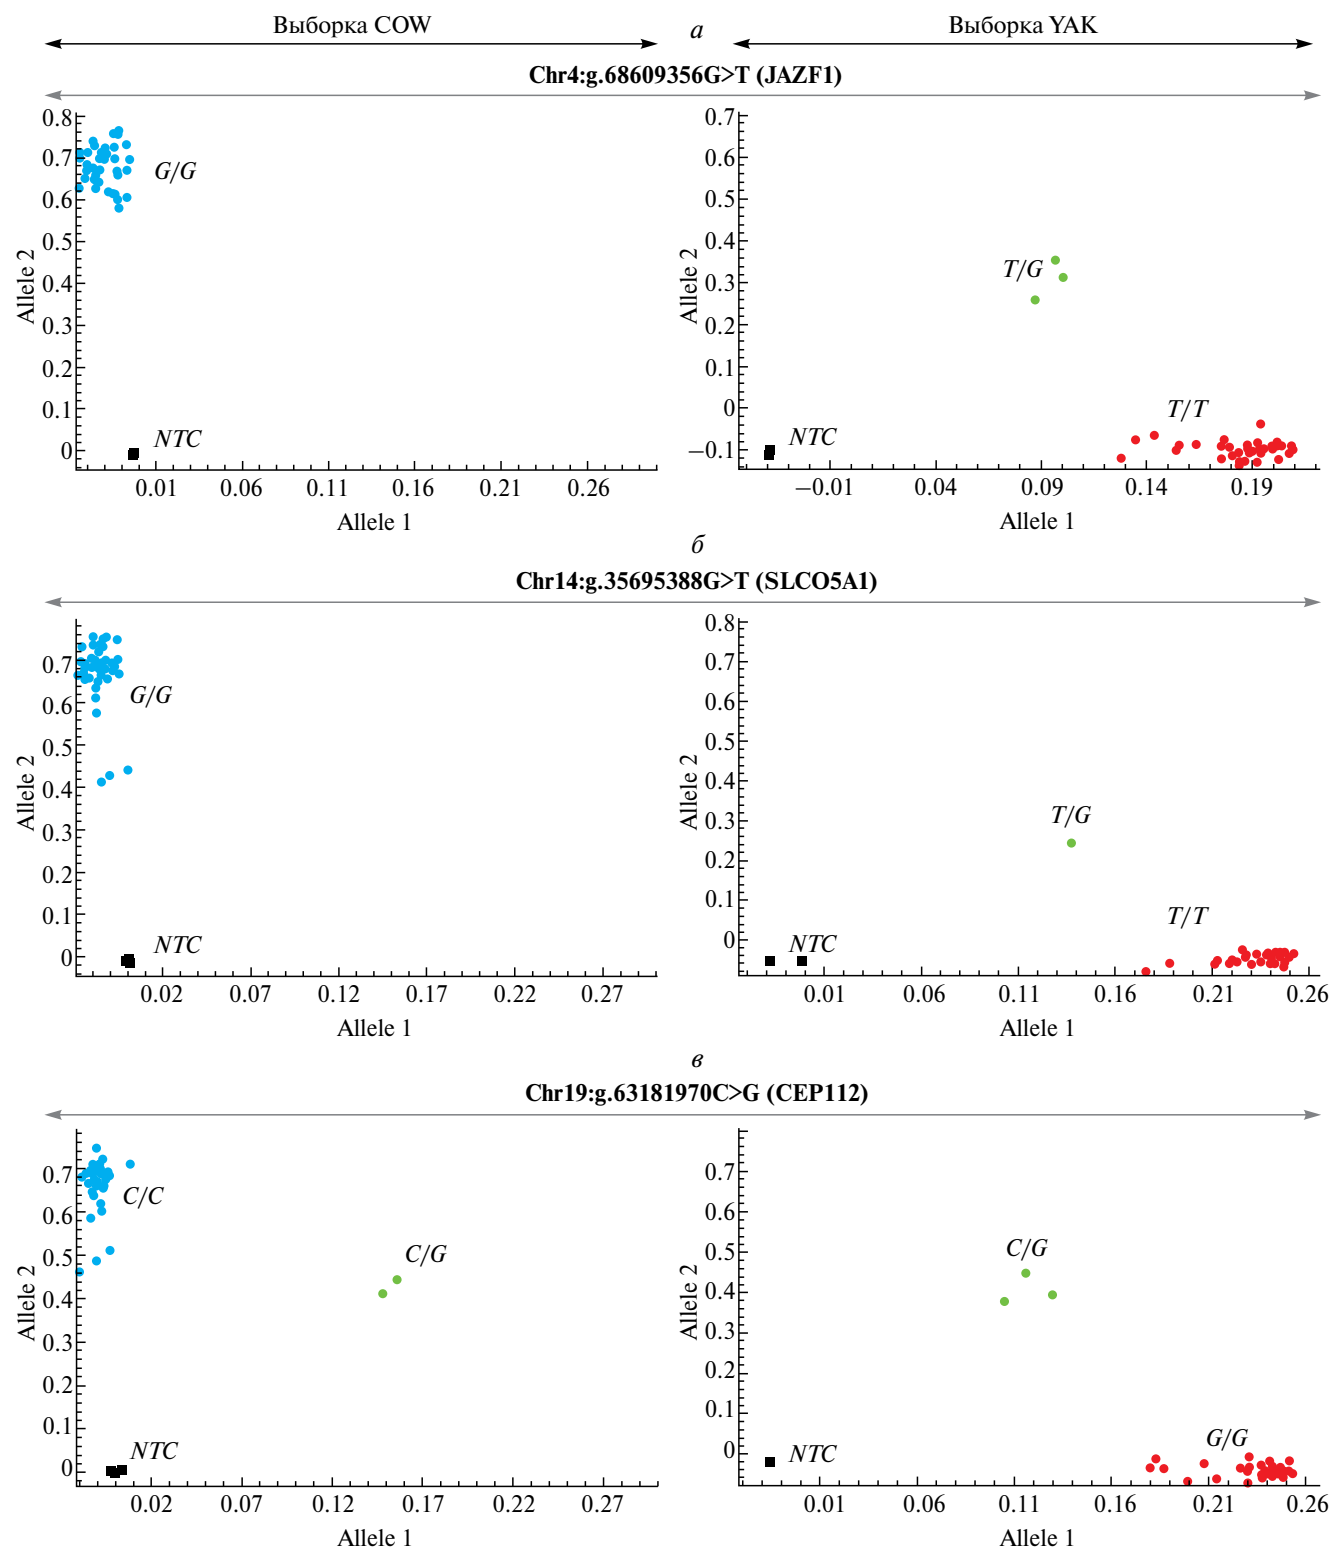 Выборка COW
а
Выборка YAK
Chr4:g.68609356G>T (JAZF1)
0.8
0.7
0.6
0.5
0.4
0.3
0.2
0.1
0
Allele 2
G/G
NTC
0.01 0.06 0.11 0.16 0.21 0.26
Allele 1
0.7
0.6
0.5
0.4
0.3
0.2
0.1
0
−0.1
Allele 2
T/G
T/T
NTC
−0.01 0.04 0.09 0.14 0.19
Allele 1
б
Chr14:g.35695388G>T (SLCO5A1)
0.7
0.6
0.5
0.4
0.3
0.2
0.1
0
Allele 2
G/G
NTC
0.02 0.07 0.12 0.17 0.22 0.27
Allele 1
0.8
0.7
0.6
0.5
0.4
0.3
0.2
0.1
0
Allele 2
T/G
T/T
NTC
0.01 0.06 0.11 0.16 0.21 0.26
Allele 1
в
Chr19:g.63181970C>G (CEP112)
0.7
0.6
0.5
0.4
0.3
0.2
0.1
0
Allele 2
C/C
C/G
NTC
0.02 0.07 0.12 0.17 0.22 0.27
Allele 1
0.7
0.6
0.5
0.4
0.3
0.2
0.1
0
Allele 2
C/G
G/G
NTC
0.01 0.06 0.11 0.16 0.21 0.26
Allele 1